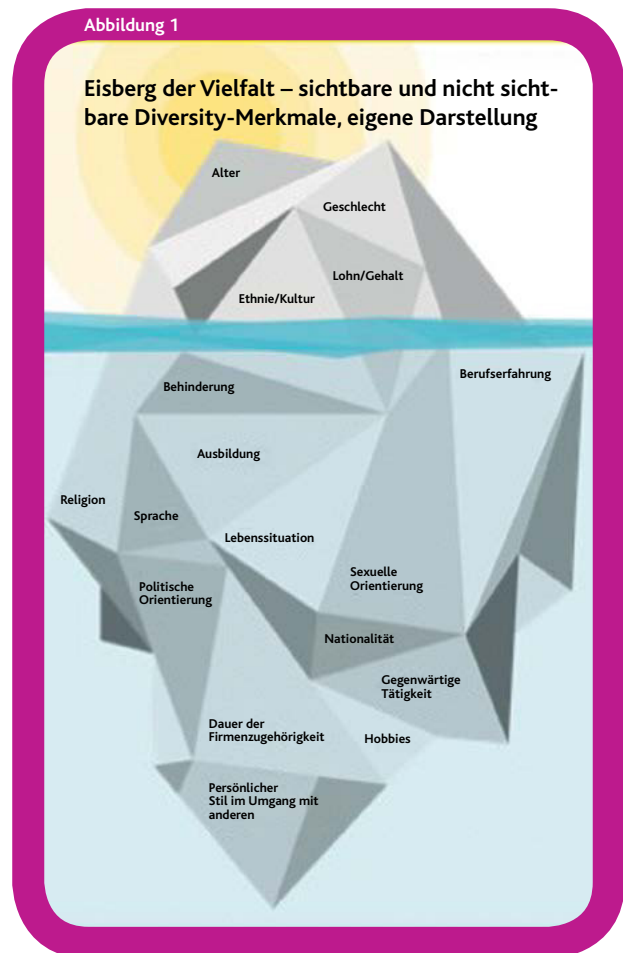 Abbildung 1
Eisberg der Vielfalt – sichtbare und nicht sicht-
bare Diversity-Merkmale, eigene Darstellung
Alter
Geschlecht
Lohn/Gehalt
Ethnie/Kultur
Berufserfahrung
Behinderung
Ausbildung
Religion
Sprache
Lebenssituation
Sexuelle
Orientierung
Politische
Orientierung
Nationalität
Gegenwärtige
Tätigkeit
Dauer der
Firmenzugehörigkeit
Hobbies
Persönlicher
Stil im Umgang mit
anderen